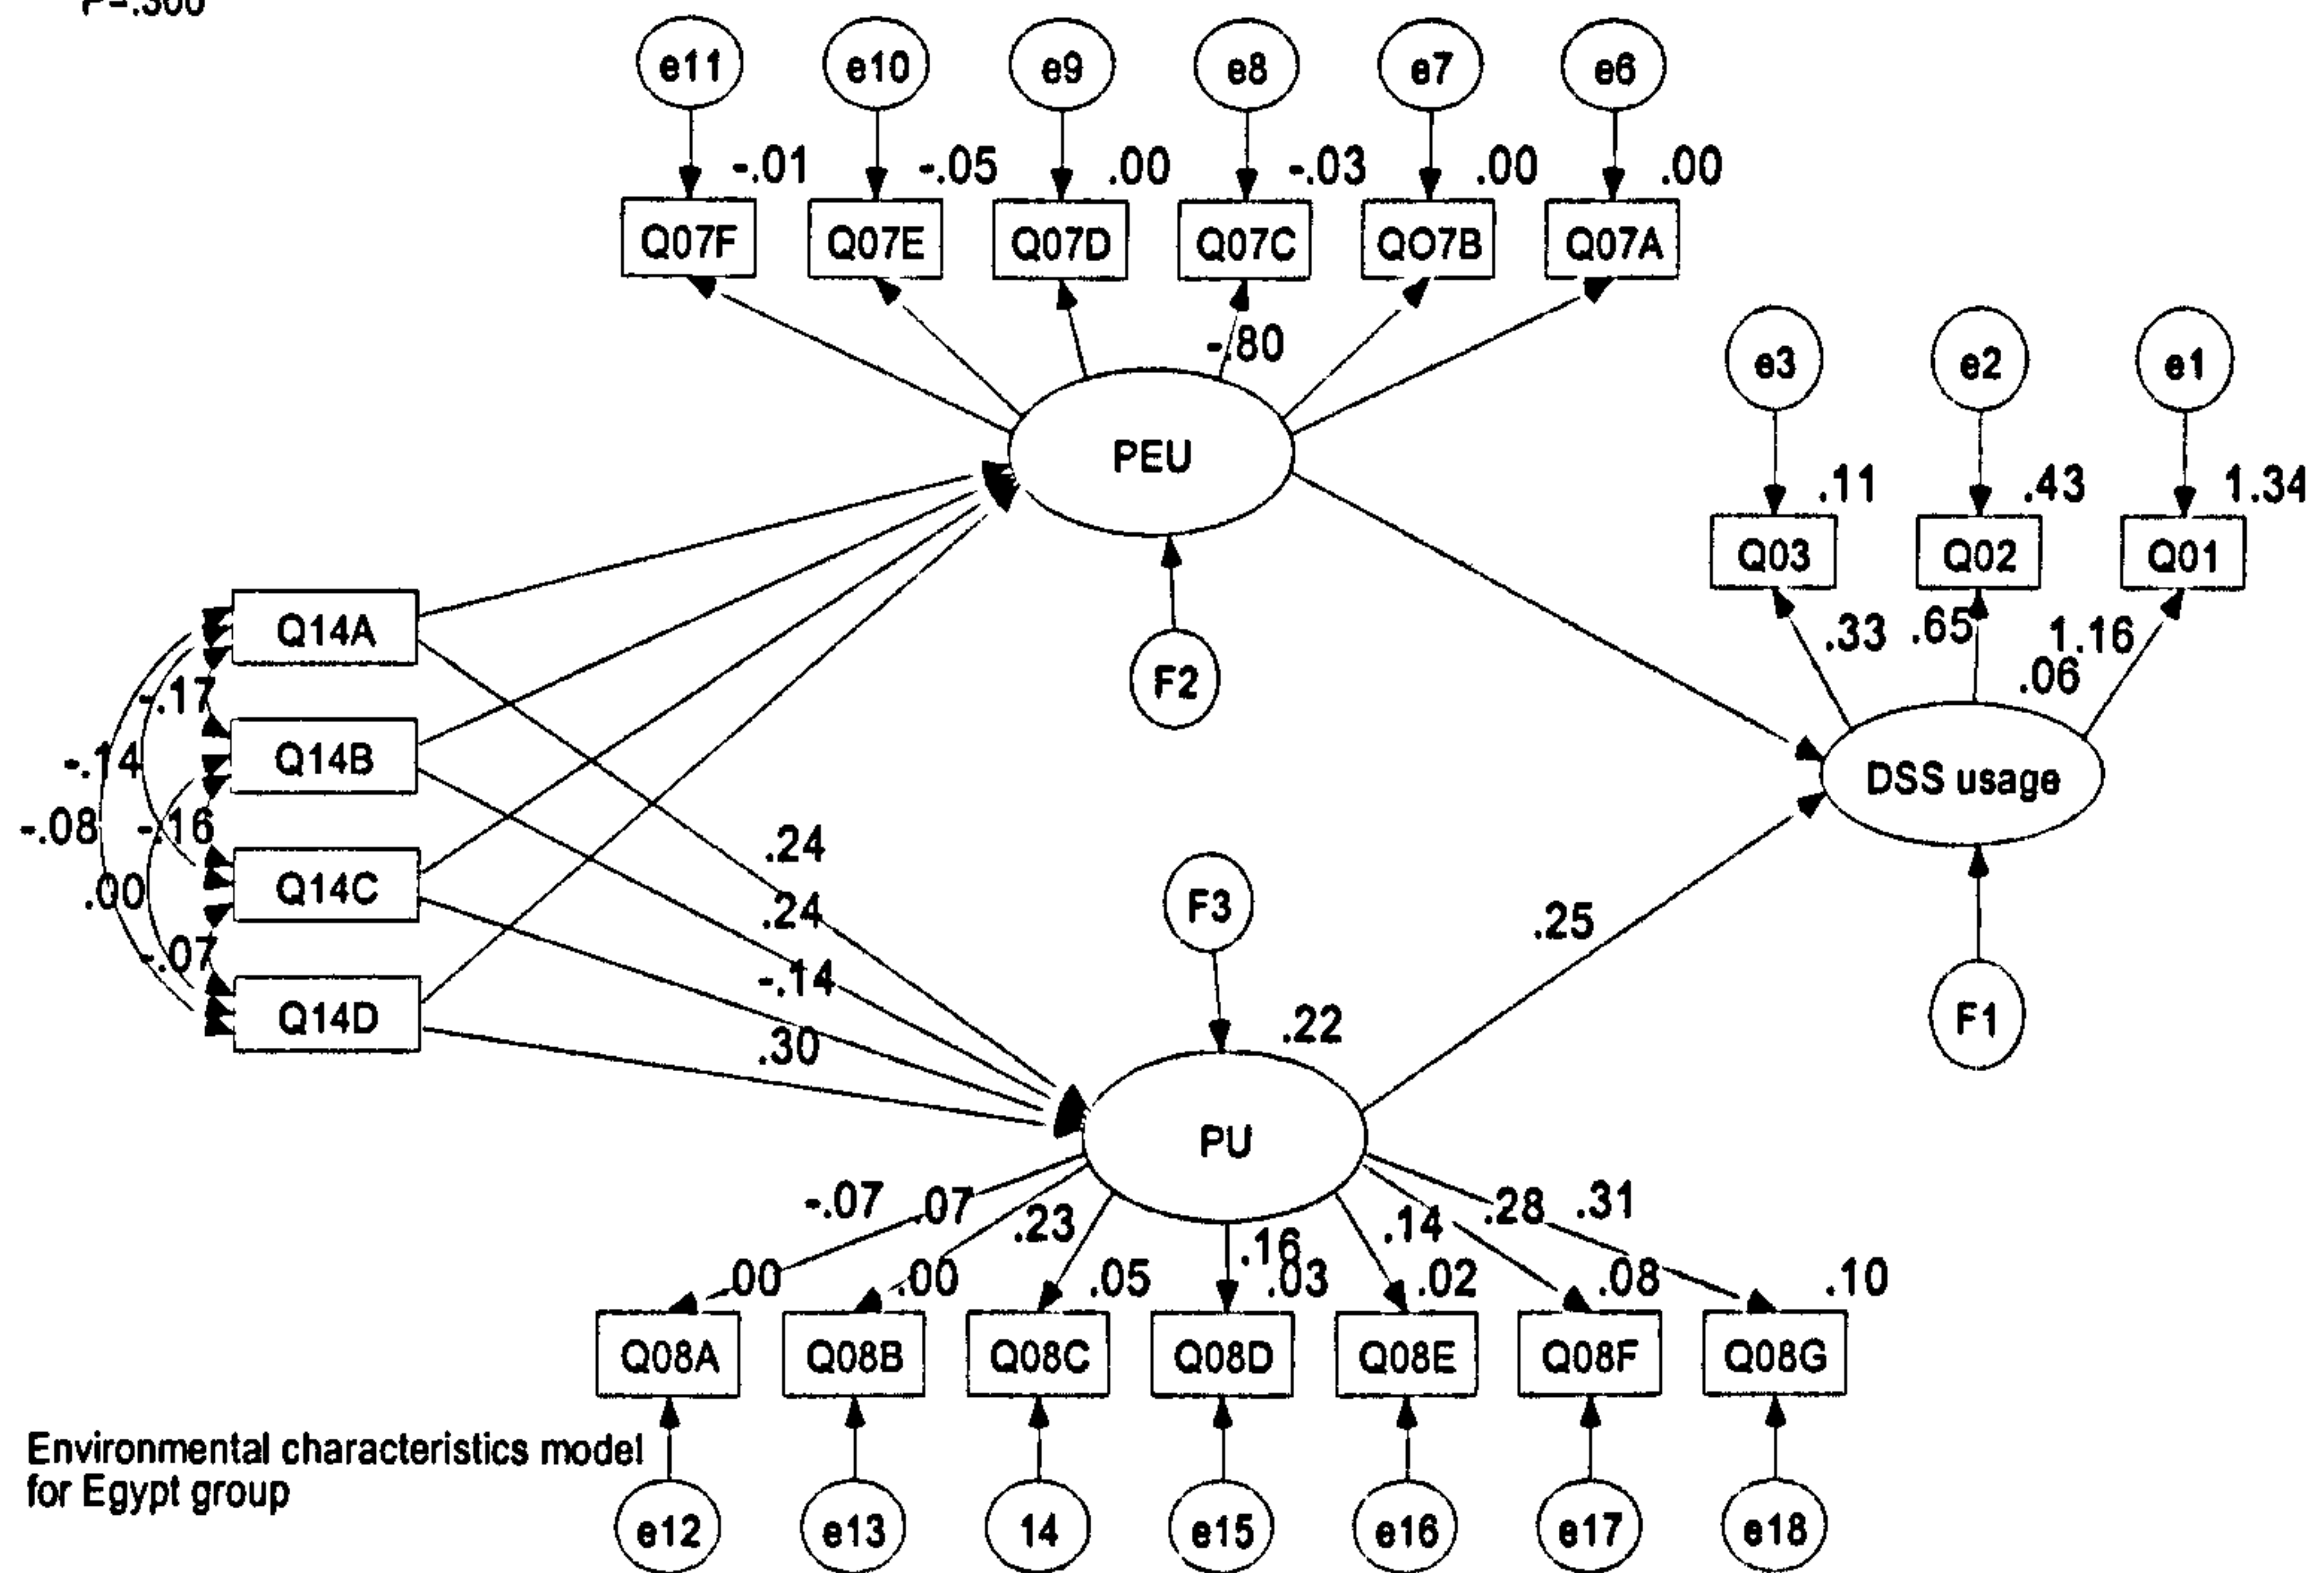 e11 e10 e9 e8 e7 e6
-.01 -.05 .00 -.03 .00 .00
Q07F Q07E Q07D Q07C QO7B Q07A
-.80
e3 e2 e1
PEU
.11 .43 1.34
Q03 Q02 Q01
.33 .65 1.16
.06
Q14A
F2
-.17
Q14B
-.14
DSS usage
-.08 -.16
.24
Q14C
.00
.24
F3
.25
-.07
-.14
Q14D
.30
.22
F1
PU
-.07 .07 .23 .16 .14 .28 .31
.00 .00 .05 .03 .02 .08 .10
Q08A Q08B Q08C Q08D Q08E Q08F Q08G
Environmental characteristics model
for Egypt group
e12 e13 14 e15 e16 e17 e18